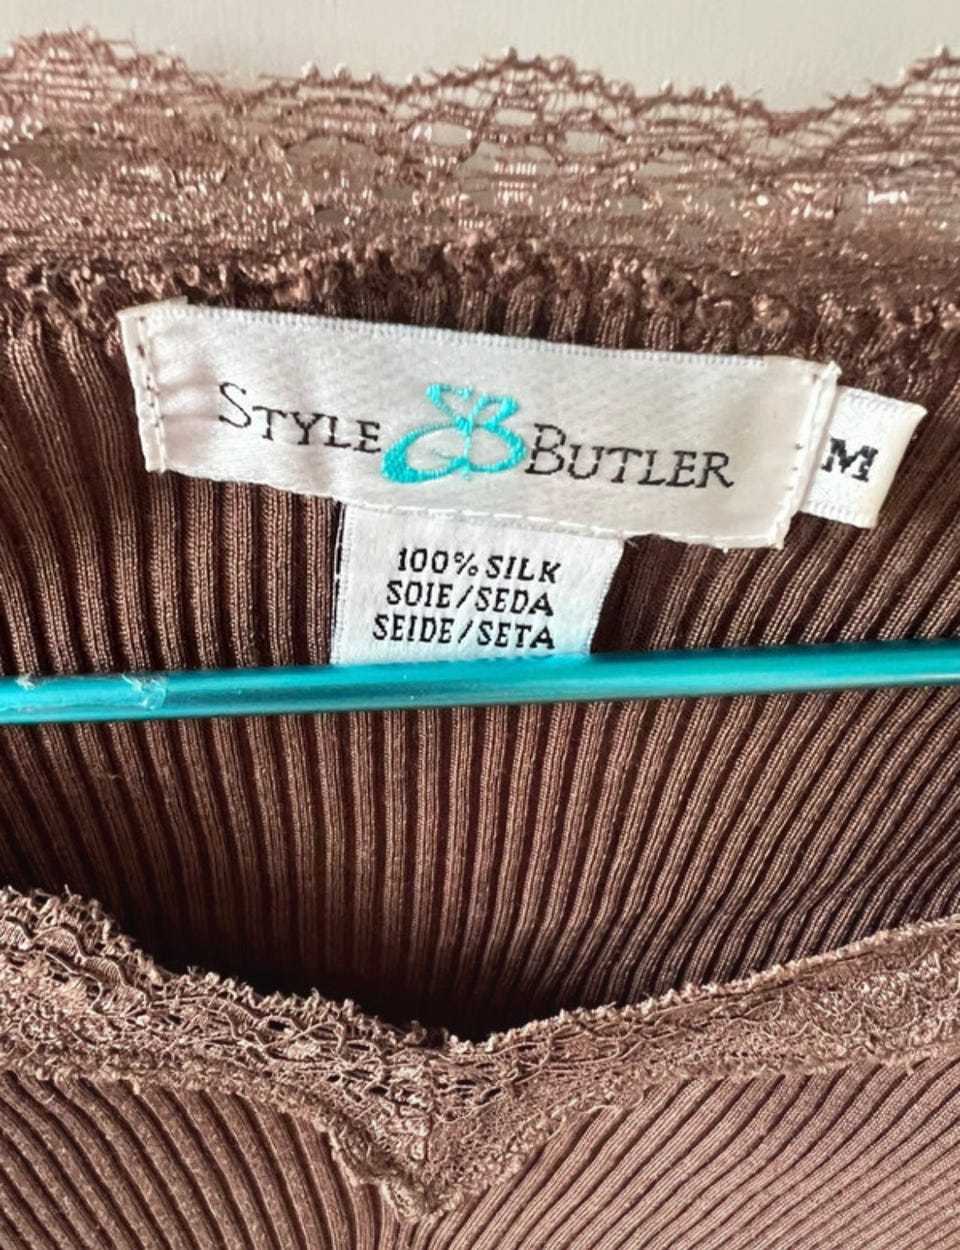 STYLE BUTLER
M
100% SILK
SOIE/SEDA
SEIDE/SETA